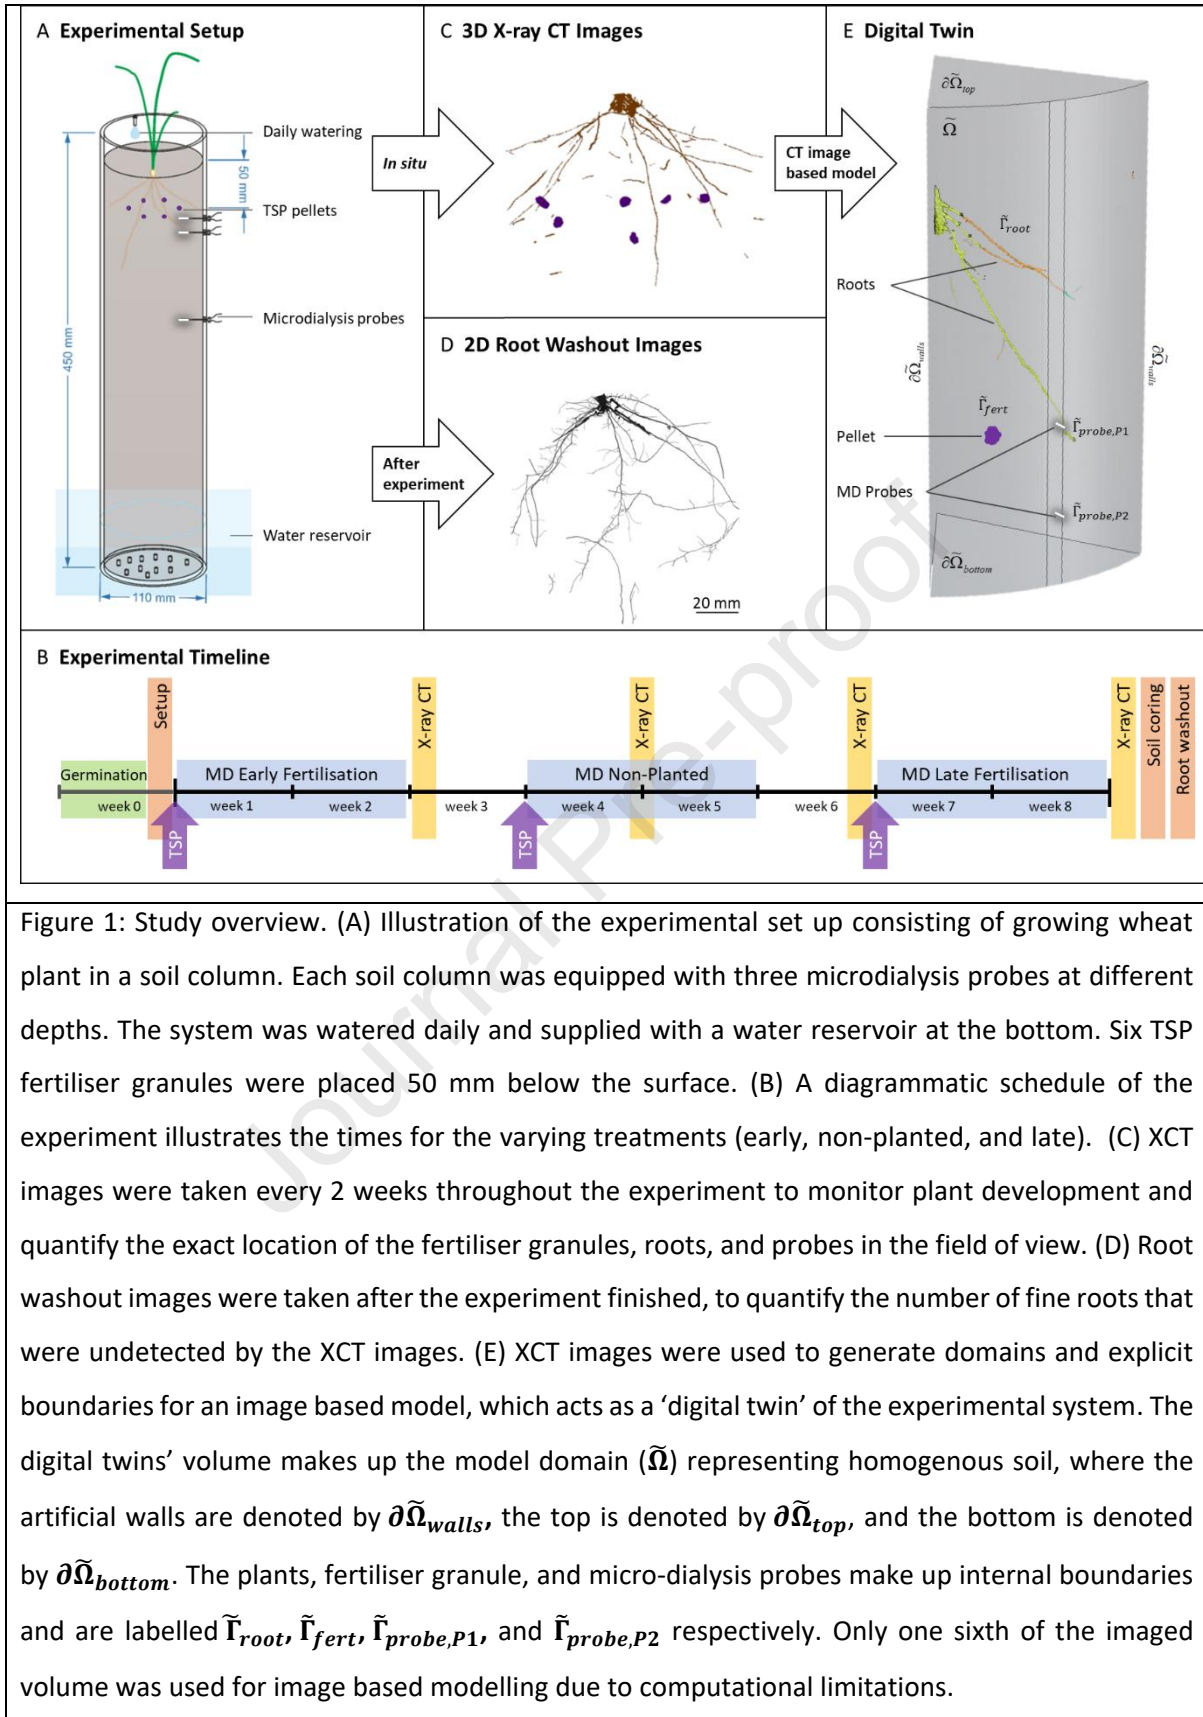 A Experimental Setup
Daily watering
50 mm
TSP pellets
Microdialysis probes
450 mm
Water reservoir
110 mm
In situ
C 3D X-ray CT Images
After
experiment
D 2D Root Washout Images
20 mm
CT image
based model
E Digital Twin
∂Ω̃top
Ω̃
Γ̃root
Roots
∂Ω̃walls
∂Ω̃walls
Γ̃fert
Pellet
Γ̃probe,P1
MD Probes
Γ̃probe,P2
∂Ω̃bottom
B Experimental Timeline
Setup
X-ray CT
X-ray CT
X-ray CT
X-ray CT
Soil coring
Root washout
Germination
MD Early Fertilisation
MD Non-Planted
MD Late Fertilisation
week 0
week 1
week 2
week 3
week 4
week 5
week 6
week 7
week 8
TSP
TSP
TSP
Journal Pre-proof
Figure 1: Study overview. (A) Illustration of the experimental set up consisting of growing wheat
plant in a soil column. Each soil column was equipped with three microdialysis probes at different
depths. The system was watered daily and supplied with a water reservoir at the bottom. Six TSP
fertiliser granules were placed 50 mm below the surface. (B) A diagrammatic schedule of the
experiment illustrates the times for the varying treatments (early, non-planted, and late). (C) XCT
images were taken every 2 weeks throughout the experiment to monitor plant development and
quantify the exact location of the fertiliser granules, roots, and probes in the field of view. (D) Root
washout images were taken after the experiment finished, to quantify the number of fine roots that
were undetected by the XCT images. (E) XCT images were used to generate domains and explicit
boundaries for an image based model, which acts as a ‘digital twin’ of the experimental system. The
digital twins’ volume makes up the model domain (Ω̃) representing homogenous soil, where the
artificial walls are denoted by ∂Ω̃walls, the top is denoted by ∂Ω̃top, and the bottom is denoted
by ∂Ω̃bottom. The plants, fertiliser granule, and micro-dialysis probes make up internal boundaries
and are labelled Γ̃root, Γ̃fert, Γ̃probe,P1, and Γ̃probe,P2 respectively. Only one sixth of the imaged
volume was used for image based modelling due to computational limitations.